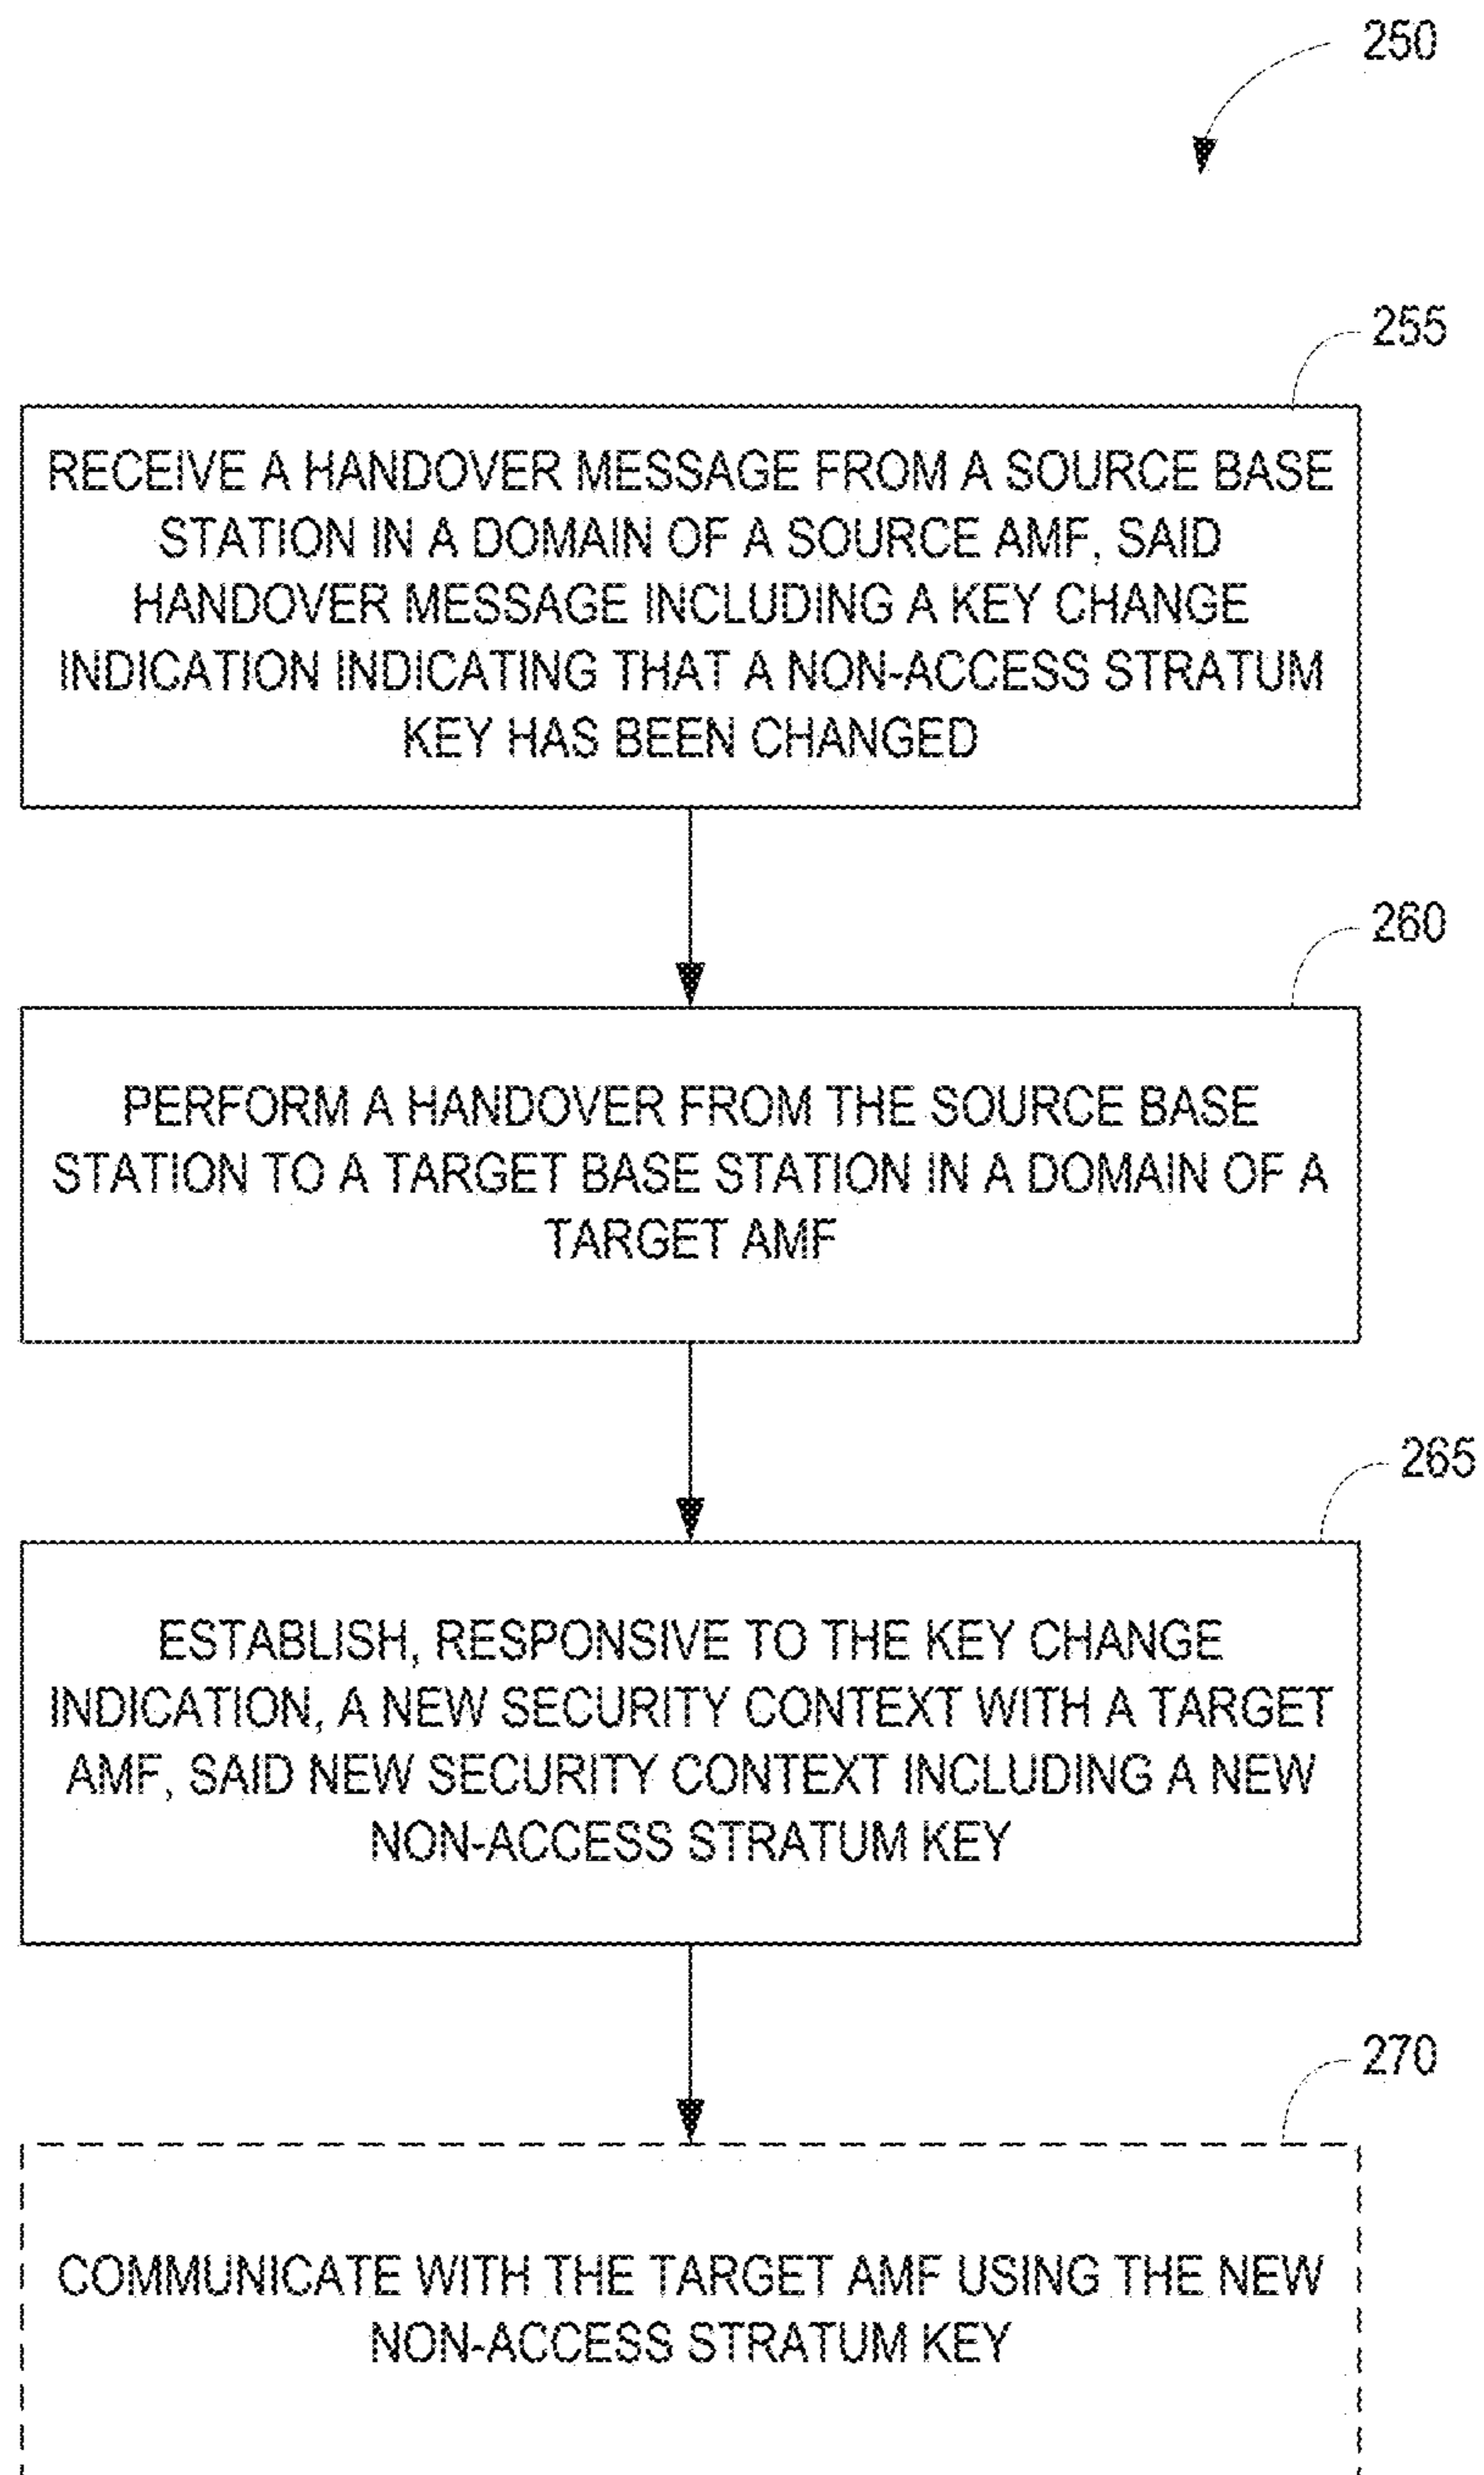 250
255
RECEIVE A HANDOVER MESSAGE FROM A SOURCE BASE
STATION IN A DOMAIN OF A SOURCE AMF, SAID
HANDOVER MESSAGE INCLUDING A KEY CHANGE
INDICATION INDICATING THAT A NON-ACCESS STRATUM
KEY HAS BEEN CHANGED
260
PERFORM A HANDOVER FROM THE SOURCE BASE
STATION TO A TARGET BASE STATION IN A DOMAIN OF A
TARGET AMF
265
ESTABLISH, RESPONSIVE TO THE KEY CHANGE
INDICATION, A NEW SECURITY CONTEXT WITH A TARGET
AMF, SAID NEW SECURITY CONTEXT INCLUDING A NEW
NON-ACCESS STRATUM KEY
270
COMMUNICATE WITH THE TARGET AMF USING THE NEW
NON-ACCESS STRATUM KEY